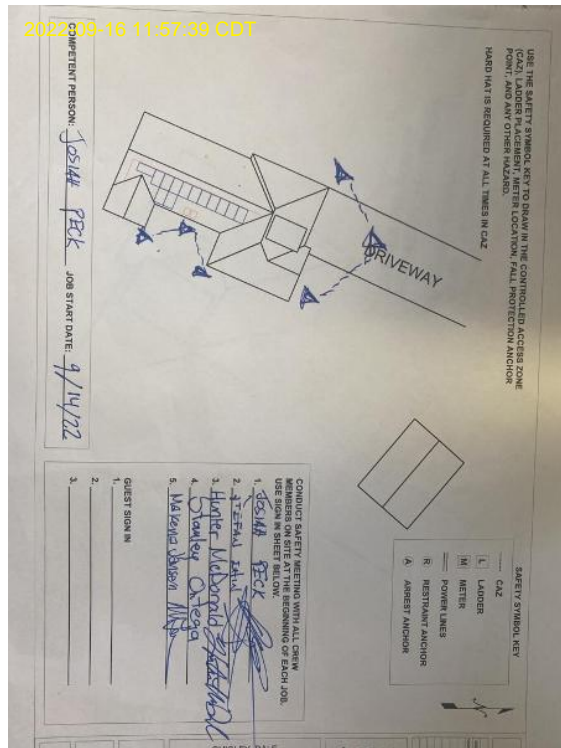 2022-09-16 11:57:39 CDT
USE THE SAFETY SYMBOL KEY TO DRAW IN THE CONTROLLED ACCESS ZONE
(CAZ), LADDER PLACEMENT, METER LOCATION, FALL PROTECTION ANCHOR
POINT, AND ANY OTHER HAZARD.
HARD HAT IS REQUIRED AT ALL TIMES IN CAZ
DRIVEWAY
COMPETENT PERSON: JOSIAH PECK JOB START DATE: 9/14/22
SAFETY SYMBOL KEY
CAZ
L LADDER
M METER
POWER LINES
R RESTRAINT ANCHOR
A ARREST ANCHOR
CONDUCT SAFETY MEETING WITH ALL CREW
MEMBERS ON SITE AT THE BEGINNING OF EACH JOB.
USE SIGN IN SHEET BELOW.
1. JOSIAH PECK
2. STEFAN
3. Hunter McDonald
4. Stanley Ortega
5. Makena Janson
GUEST SIGN IN
1.
2.
3.